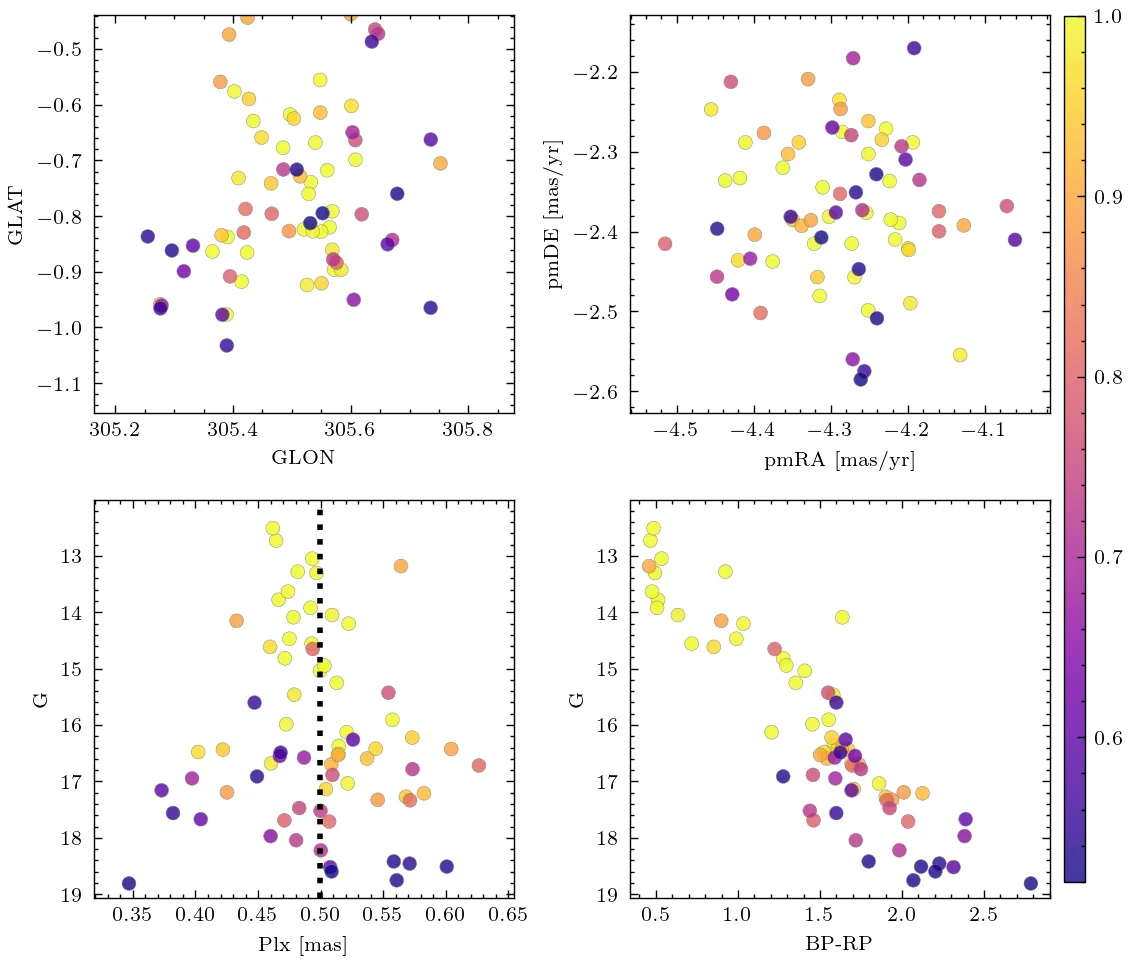 −0.5
−0.6
−0.7
−0.8
−0.9
−1.0
−1.1
GLAT
305.2 305.4 305.6 305.8
GLON
−2.2
−2.3
−2.4
−2.5
−2.6
pmDE [mas/yr]
−4.5 −4.4 −4.3 −4.2 −4.1
pmRA [mas/yr]
1.0
0.9
0.8
0.7
0.6
13
14
15
16
17
18
19
G
0.35 0.40 0.45 0.50 0.55 0.60 0.65
Plx [mas]
13
14
15
16
17
18
19
G
0.5 1.0 1.5 2.0 2.5
BP-RP